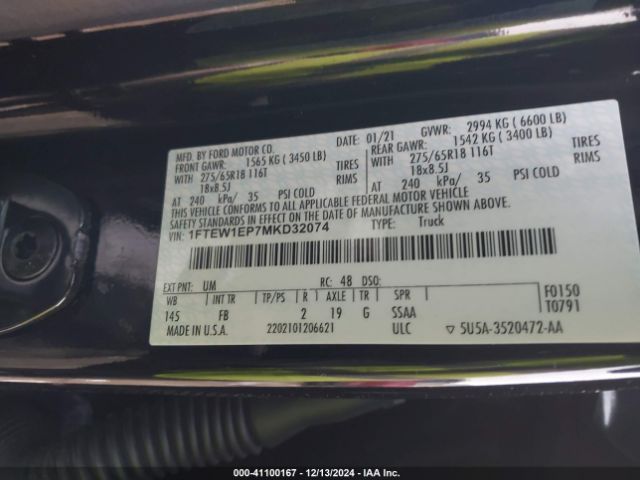 MFD. BY FORD MOTOR CO.
01/21 GVWR: 2994 KG ( 6600 LB)
FRONT GAWR: 1565 KG ( 3450 LB)
REAR GAWR: 1542 KG ( 3400 LB)
WITH 275/65R18 116T TIRES
WITH 275/65R18 116T TIRES
18x8.5J RIMS
18x8.5J RIMS
AT 240 kPa/ 35 PSI COLD
AT 240 kPa/ 35 PSI COLD
THIS VEHICLE CONFORMS TO ALL APPLICABLE FEDERAL MOTOR VEHICLE
SAFETY STANDARDS IN EFFECT ON THE DATE OF MANUFACTURE SHOWN ABOVE.
VIN: 1FTEW1EP7MKD32074
TYPE: Truck
EXT PNT: UM RC: 48 DSO:
WB INT TR TP/PS R AXLE TR SPR
F0150
145 FB 2 19 G SSAA
T0791
MADE IN U.S.A. 2202101206621 ULC ▽ 5U5A-3520472-AA
000-41100167 - 12/13/2024 - IAA Inc.